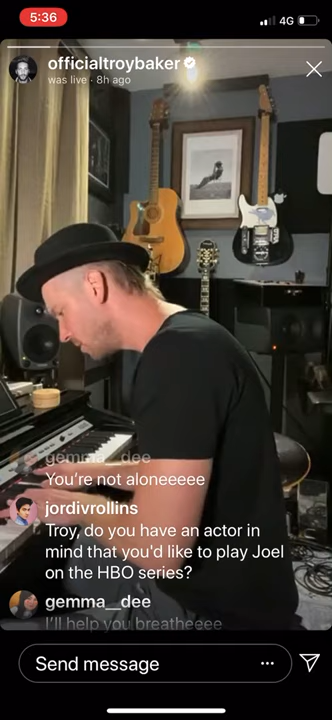 5:36
4G
officialtroybaker
was live · 8h ago
gemma__dee
You're not aloneeeee
jordivrollins
Troy, do you have an actor in
mind that you'd like to play Joel
on the HBO series?
gemma__dee
I'll help you breatheeee
Send message